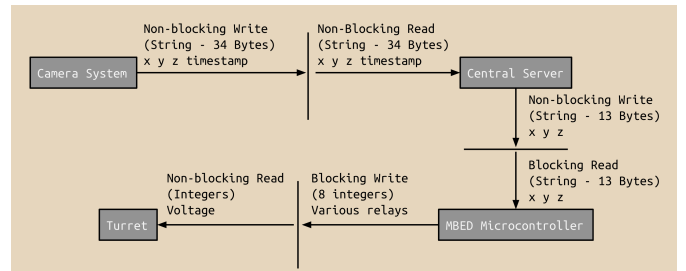 Non-blocking Write
(String - 34 Bytes)
x y z timestamp
Non-Blocking Read
(String - 34 Bytes)
x y z timestamp
Camera System
Central Server
Non-blocking Write
(String - 13 Bytes)
x y z
Blocking Read
(String - 13 Bytes)
x y z
Non-blocking Read
(Integers)
Voltage
Blocking Write
(8 integers)
Various relays
Turret
MBED Microcontroller